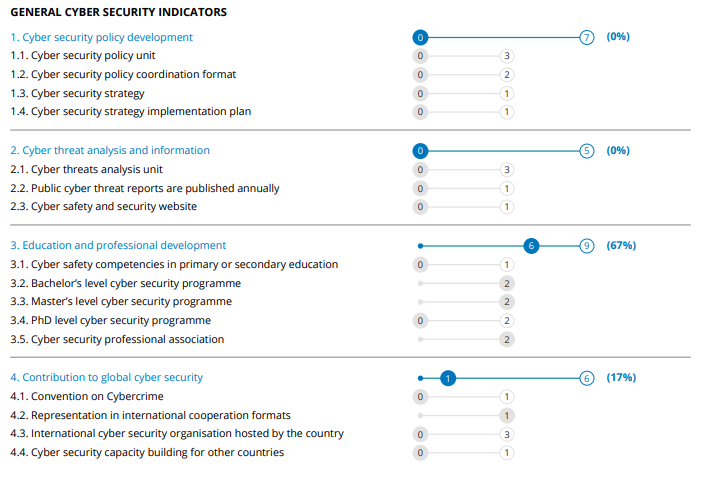 GENERAL CYBER SECURITY INDICATORS
1. Cyber security policy development 0 7 (0%)
1.1. Cyber security policy unit 0 3
1.2. Cyber security policy coordination format 0 2
1.3. Cyber security strategy 0 1
1.4. Cyber security strategy implementation plan 0 1
2. Cyber threat analysis and information 0 5 (0%)
2.1. Cyber threats analysis unit 0 3
2.2. Public cyber threat reports are published annually 0 1
2.3. Cyber safety and security website 0 1
3. Education and professional development 6 9 (67%)
3.1. Cyber safety competencies in primary or secondary education 0 1
3.2. Bachelor’s level cyber security programme 2
3.3. Master’s level cyber security programme 2
3.4. PhD level cyber security programme 0 2
3.5. Cyber security professional association 2
4. Contribution to global cyber security 1 6 (17%)
4.1. Convention on Cybercrime 0 1
4.2. Representation in international cooperation formats 1
4.3. International cyber security organisation hosted by the country 0 3
4.4. Cyber security capacity building for other countries 0 1